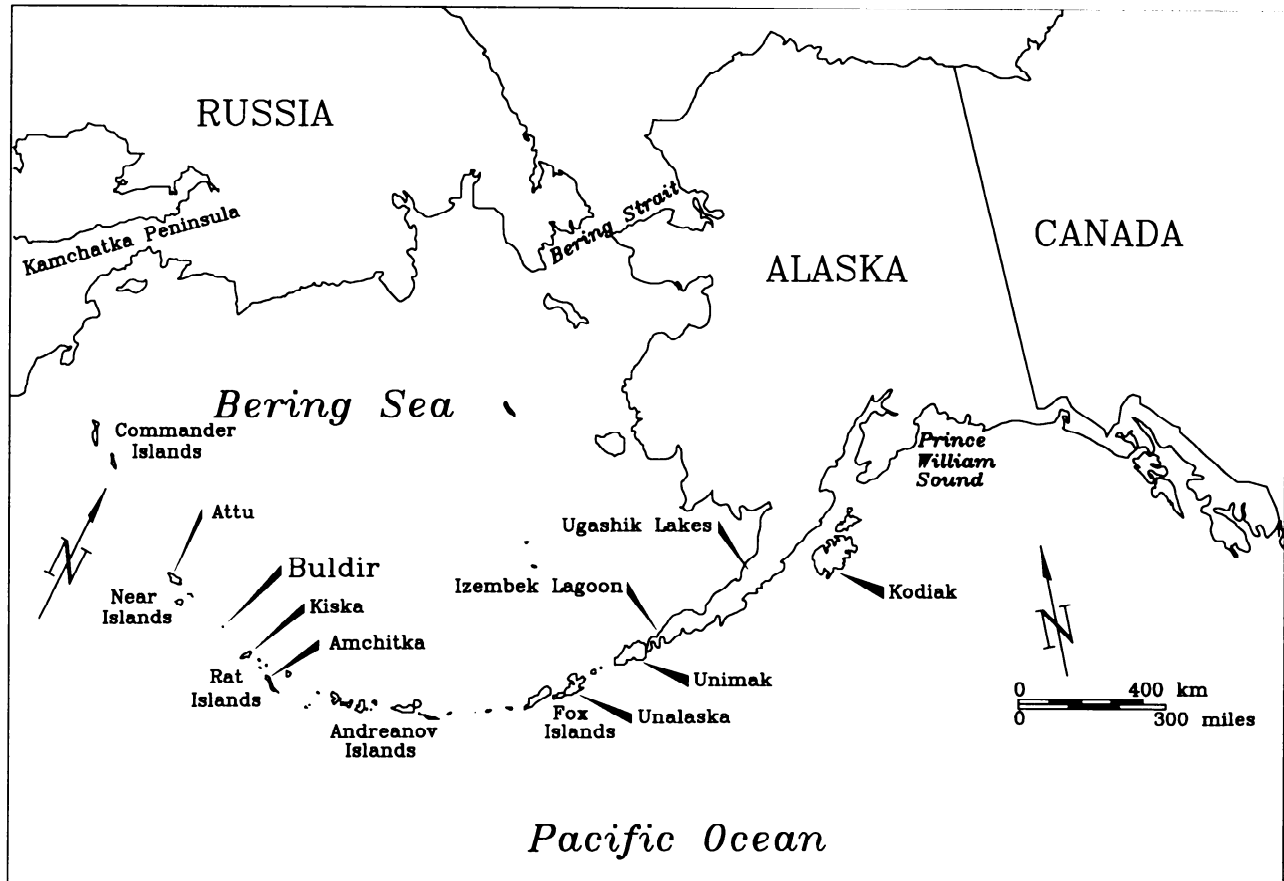 RUSSIA
Kamchatka Peninsula
Bering Strait
CANADA
ALASKA
Bering Sea
Commander
Islands
Prince
William
Sound
Attu
Ugashik Lakes
Buldir
Izembek Lagoon
Near
Islands
Kiska
Kodiak
N
N
Amchitka
Rat
Islands
Unimak
0 400 km
0 300 miles
Fox
Islands
Unalaska
Andreanov
Islands
Pacific Ocean